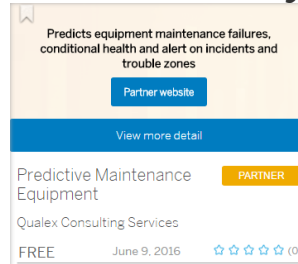 Predicts equipment maintenance failures,
conditional health and alert on incidents and
trouble zones
Partner website
View more detail
Predictive Maintenance
Equipment
PARTNER
Qualex Consulting Services
FREE June 9, 2016 (0